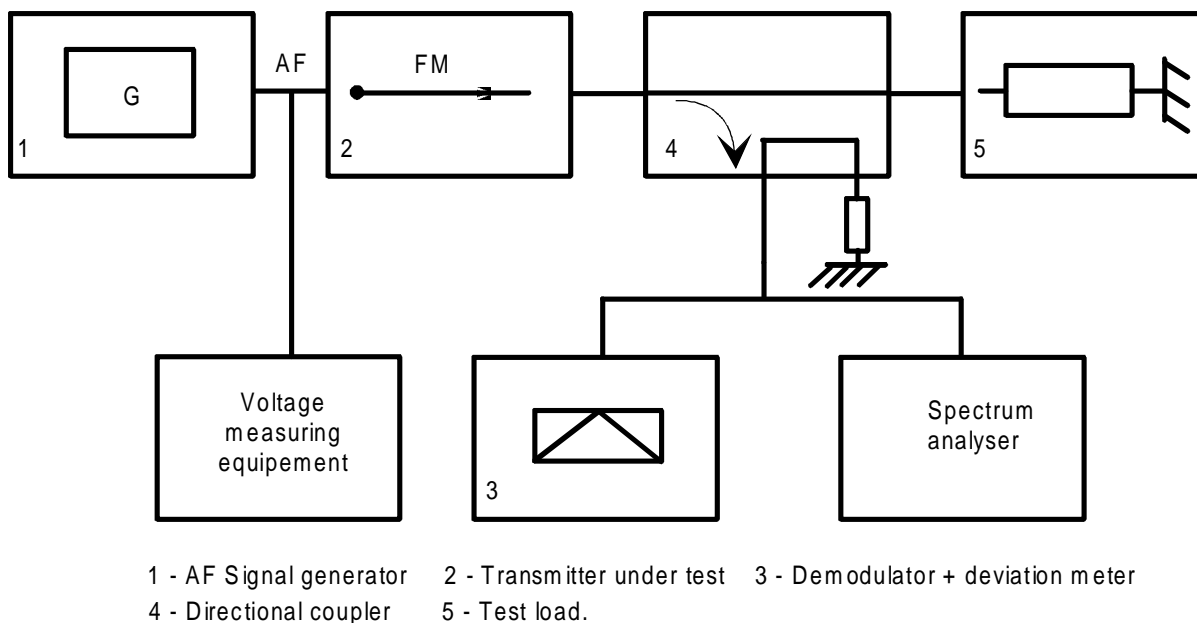 AF
FM
G
1
2
4
5
Voltage
measuring
equipement
3
Spectrum
analyser
1 - AF Signal generator 2 - Transmitter under test 3 - Demodulator + deviation meter
4 - Directional coupler 5 - Test load.